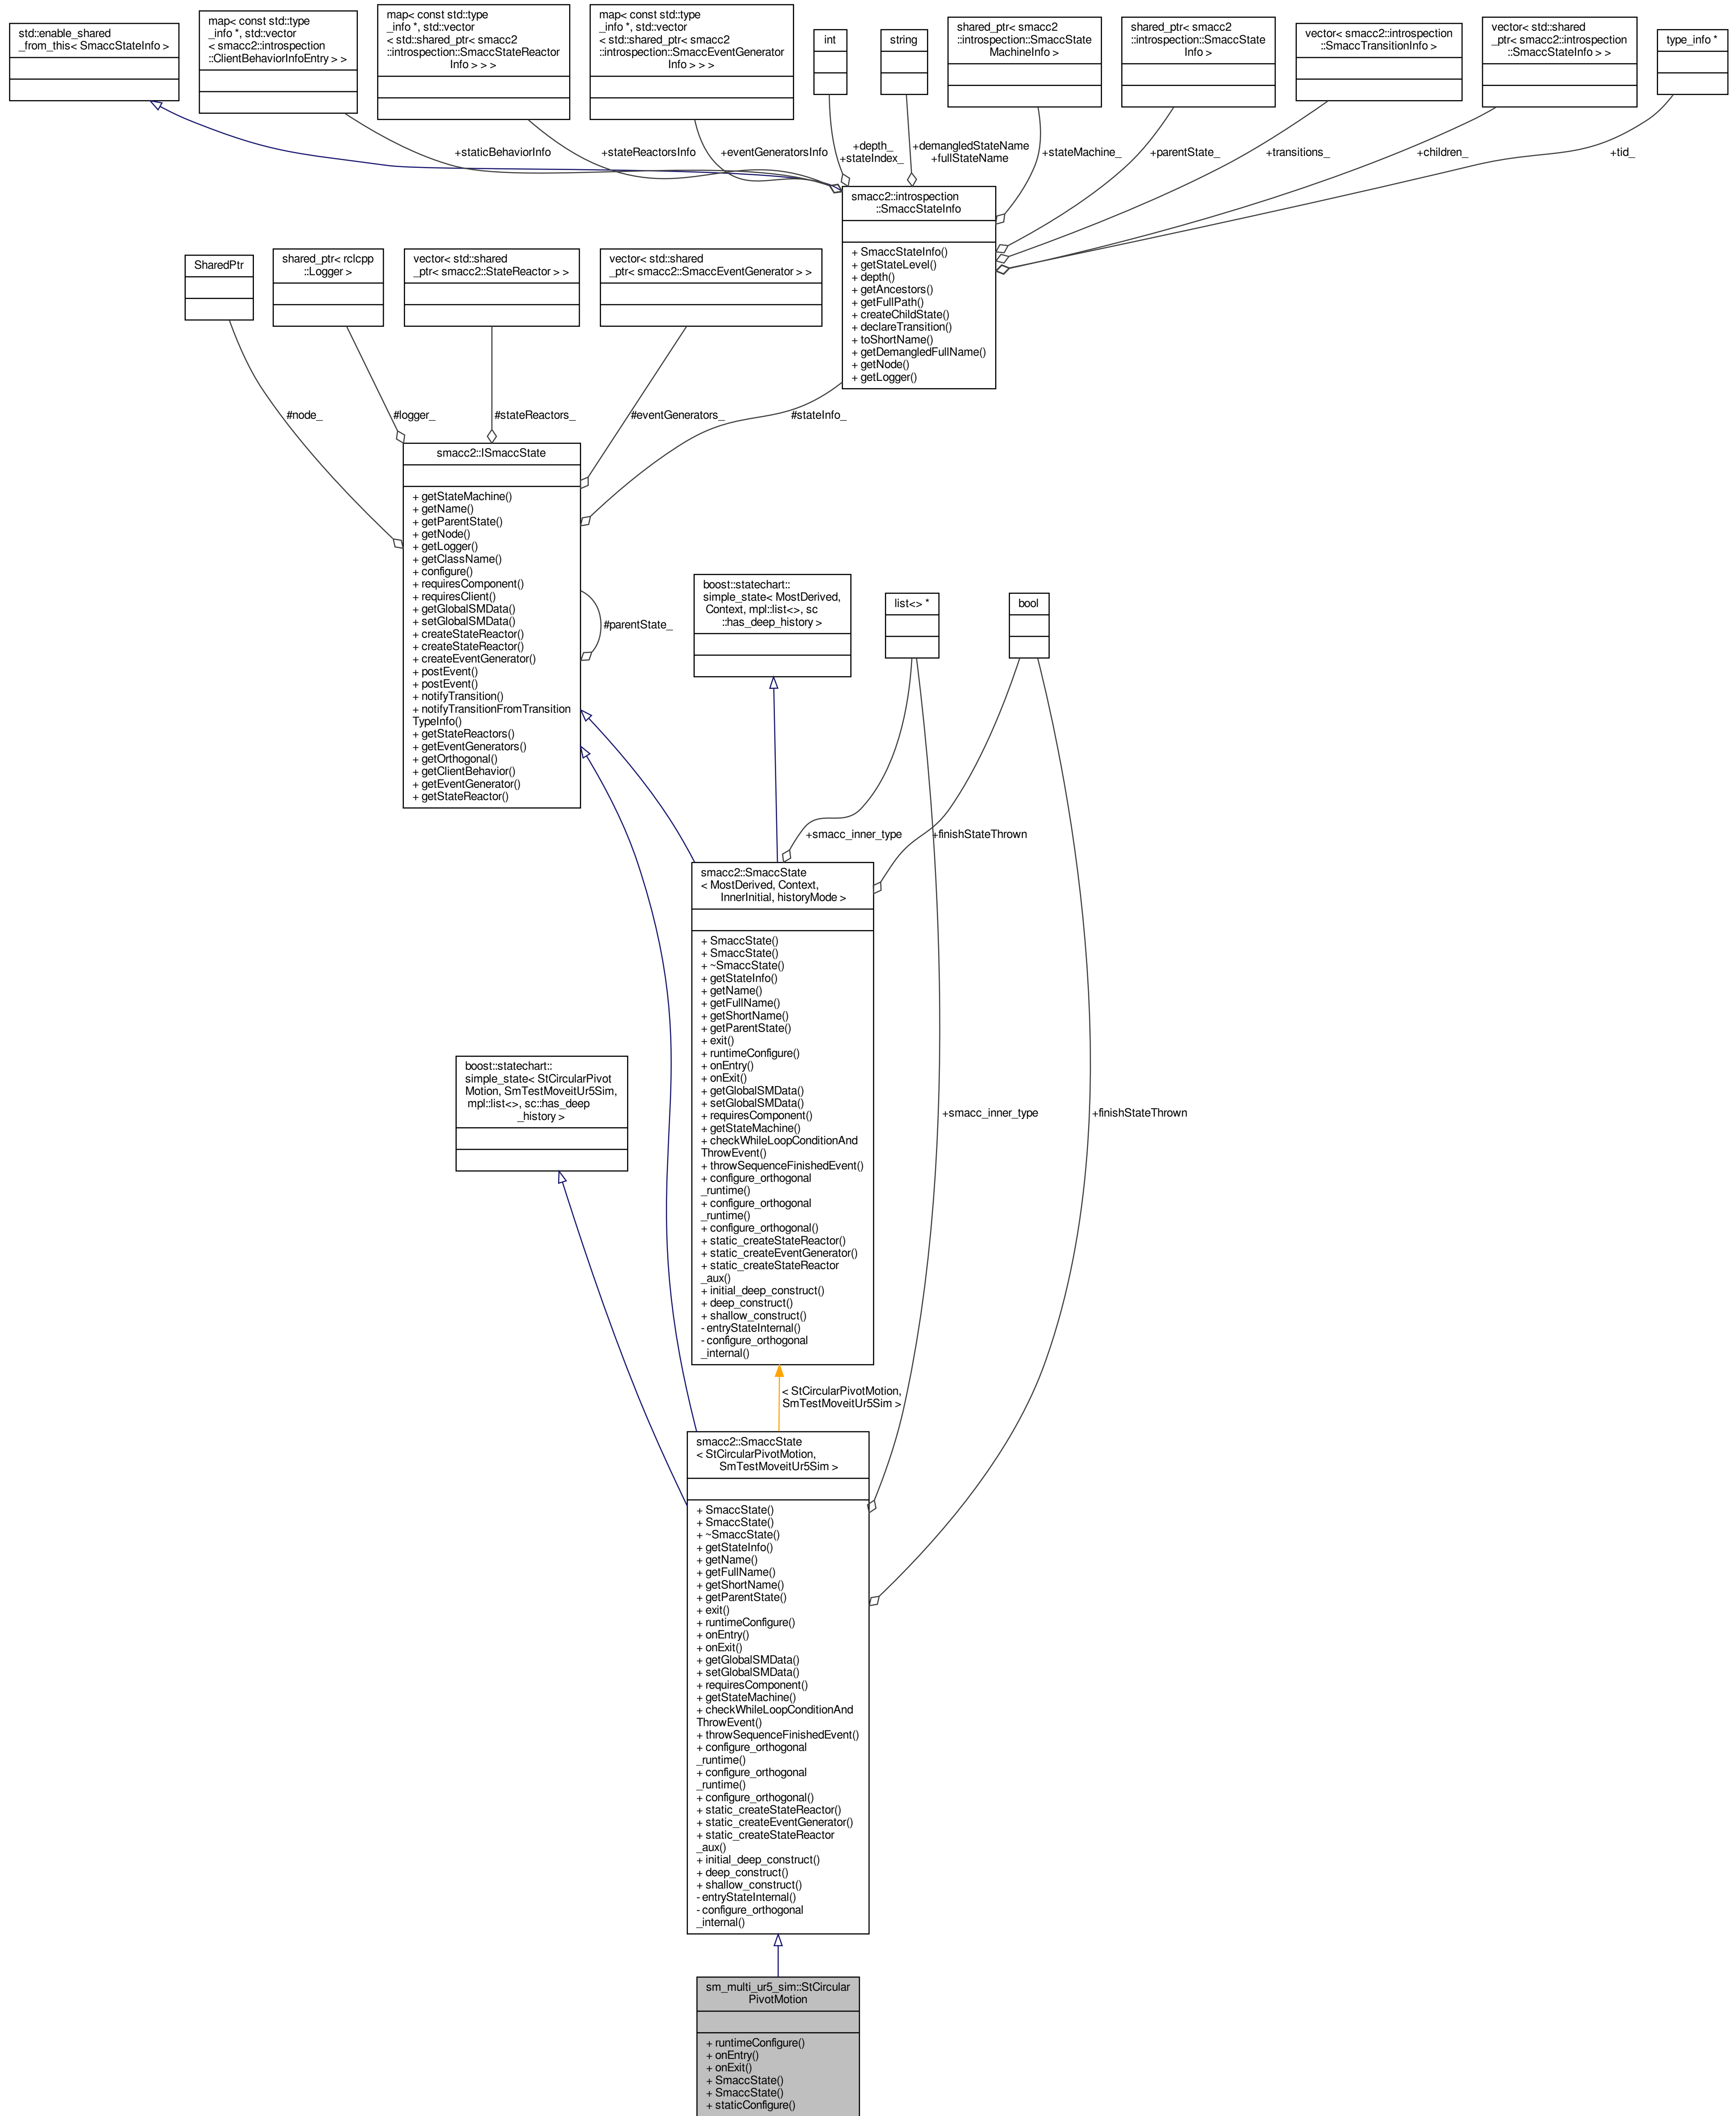 std::enable_shared
_from_this< SmaccStateInfo >
map< const std::type
_info *, std::vector
< smacc2::introspection
::ClientBehaviorInfoEntry > >
map< const std::type
_info *, std::vector
< std::shared_ptr< smacc2
::introspection::SmaccStateReactor
Info > > >
map< const std::type
_info *, std::vector
< std::shared_ptr< smacc2
::introspection::SmaccEventGenerator
Info > > >
int
string
shared_ptr< smacc2
::introspection::SmaccState
MachineInfo >
shared_ptr< smacc2
::introspection::SmaccState
Info >
vector< smacc2::introspection
::SmaccTransitionInfo >
vector< std::shared
_ptr< smacc2::introspection
::SmaccStateInfo > >
type_info *
+staticBehaviorInfo
+stateReactorsInfo
+eventGeneratorsInfo
+depth_
+stateIndex_
+demangledStateName
+fullStateName
+stateMachine_
+parentState_
+transitions_
+children_
+tid_
smacc2::introspection
::SmaccStateInfo
+ SmaccStateInfo()
+ getStateLevel()
+ depth()
+ getAncestors()
+ getFullPath()
+ createChildState()
+ declareTransition()
+ toShortName()
+ getDemangledFullName()
+ getNode()
+ getLogger()
SharedPtr
shared_ptr< rclcpp
::Logger >
vector< std::shared
_ptr< smacc2::StateReactor > >
vector< std::shared
_ptr< smacc2::SmaccEventGenerator > >
#node_
#logger_
#stateReactors_
#eventGenerators_
#stateInfo_
smacc2::ISmaccState
+ getStateMachine()
+ getName()
+ getParentState()
+ getNode()
+ getLogger()
+ getClassName()
+ configure()
+ requiresComponent()
+ requiresClient()
+ getGlobalSMData()
+ setGlobalSMData()
+ createStateReactor()
+ createStateReactor()
+ createEventGenerator()
+ postEvent()
+ postEvent()
+ notifyTransition()
+ notifyTransitionFromTransition
TypeInfo()
+ getStateReactors()
+ getEventGenerators()
+ getOrthogonal()
+ getClientBehavior()
+ getEventGenerator()
+ getStateReactor()
#parentState_
boost::statechart::
simple_state< MostDerived,
Context, mpl::list<>, sc
::has_deep_history >
list<> *
bool
+smacc_inner_type
+finishStateThrown
smacc2::SmaccState
< MostDerived, Context,
InnerInitial, historyMode >
+ SmaccState()
+ SmaccState()
+ ~SmaccState()
+ getStateInfo()
+ getName()
+ getFullName()
+ getShortName()
+ getParentState()
+ exit()
+ runtimeConfigure()
+ onEntry()
+ onExit()
+ getGlobalSMData()
+ setGlobalSMData()
+ requiresComponent()
+ getStateMachine()
+ checkWhileLoopConditionAnd
ThrowEvent()
+ throwSequenceFinishedEvent()
+ configure_orthogonal
_runtime()
+ configure_orthogonal
_runtime()
+ configure_orthogonal()
+ static_createStateReactor()
+ static_createEventGenerator()
+ static_createStateReactor
_aux()
+ initial_deep_construct()
+ deep_construct()
+ shallow_construct()
- entryStateInternal()
- configure_orthogonal
_internal()
boost::statechart::
simple_state< StCircularPivot
Motion, SmTestMoveitUr5Sim,
mpl::list<>, sc::has_deep
_history >
+smacc_inner_type
+finishStateThrown
< StCircularPivotMotion,
SmTestMoveitUr5Sim >
smacc2::SmaccState
< StCircularPivotMotion,
SmTestMoveitUr5Sim >
+ SmaccState()
+ SmaccState()
+ ~SmaccState()
+ getStateInfo()
+ getName()
+ getFullName()
+ getShortName()
+ getParentState()
+ exit()
+ runtimeConfigure()
+ onEntry()
+ onExit()
+ getGlobalSMData()
+ setGlobalSMData()
+ requiresComponent()
+ getStateMachine()
+ checkWhileLoopConditionAnd
ThrowEvent()
+ throwSequenceFinishedEvent()
+ configure_orthogonal
_runtime()
+ configure_orthogonal
_runtime()
+ configure_orthogonal()
+ static_createStateReactor()
+ static_createEventGenerator()
+ static_createStateReactor
_aux()
+ initial_deep_construct()
+ deep_construct()
+ shallow_construct()
- entryStateInternal()
- configure_orthogonal
_internal()
sm_multi_ur5_sim::StCircular
PivotMotion
+ runtimeConfigure()
+ onEntry()
+ onExit()
+ SmaccState()
+ SmaccState()
+ staticConfigure()